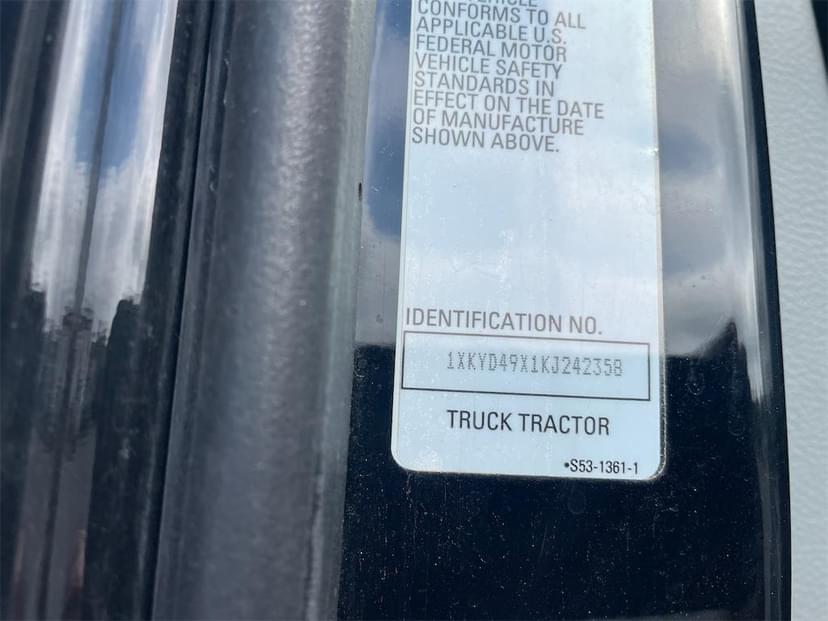 VEHICLE
CONFORMS TO ALL
APPLICABLE U.S.
FEDERAL MOTOR
VEHICLE SAFETY
STANDARDS IN
EFFECT ON THE DATE
OF MANUFACTURE
SHOWN ABOVE.
IDENTIFICATION NO.
1XKYD49X1KJ242358
TRUCK TRACTOR
•S53-1361-1